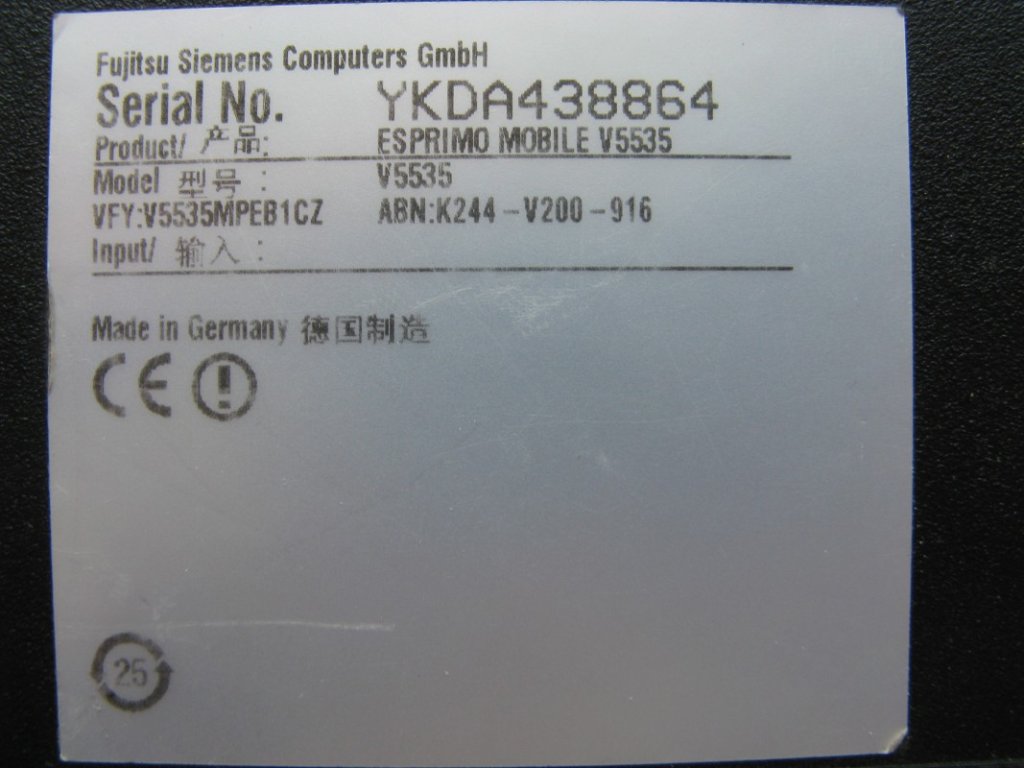 Fujitsu Siemens Computers GmbH
Serial No. YKDA438864
Product/ 产品: ESPRIMO MOBILE V5535
Model 型号 : V5535
VFY:V5535MPEB1CZ ABN:K244-V200-916
Input/ 输入 :
Made in Germany 德国制造
CE
25